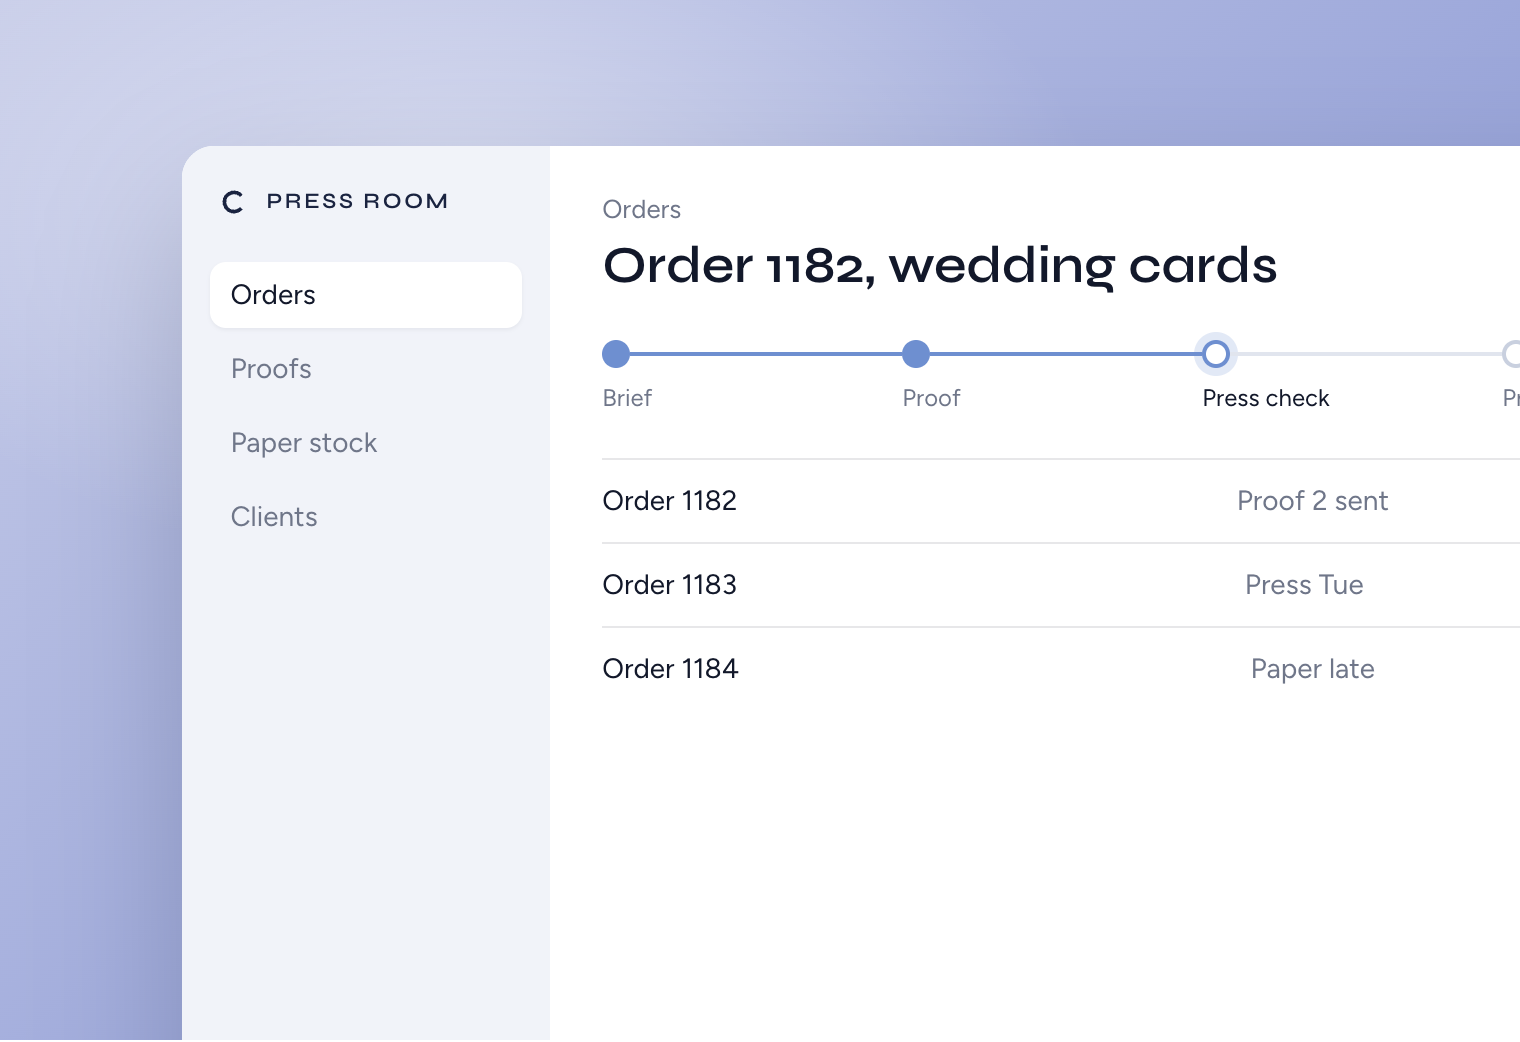 C PRESS ROOM
Orders
Proofs
Paper stock
Clients
Orders
Order 1182, wedding cards
Brief
Proof
Press check
Order 1182 Proof 2 sent
Order 1183 Press Tue
Order 1184 Paper late